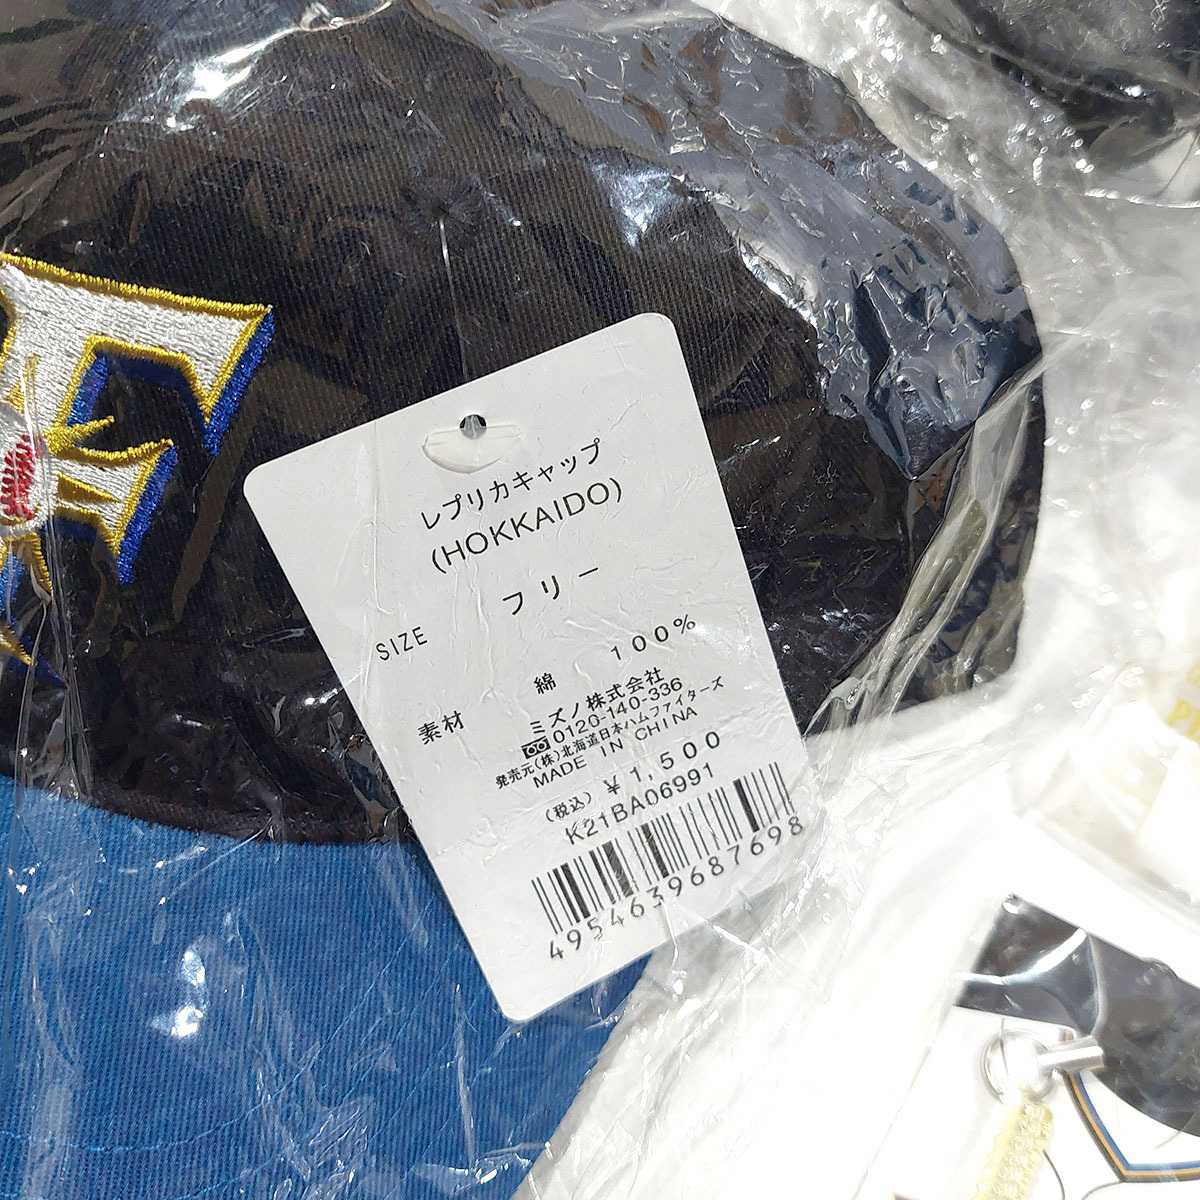 レプリカキャップ
(HOKKAIDO)
SIZE フリー
素材 綿 100%
ミズノ株式会社
0120-140-336
発売元(株)北海道日本ハムファイターズ
MADE IN CHINA
(税込) ¥1,500
K21BA06991
4954639687698